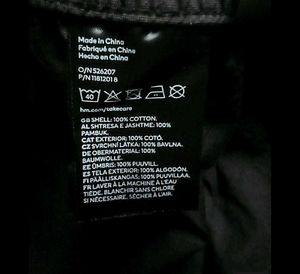 Made in China
Fabriqué en China
Hecho en China
O/N 526207
P/N 11812018
40
hm.com/takecare
GB SHELL: 100% COTTON.
AL SHTRESA E JASHTME: 100%
PAMBUK.
CAT EXTERIOR: 100% COTÓ.
CZ SVRCHNÍ LÁTKA: 100% BAVLNA.
DE OBERMATERIAL: 100%
BAUMWOLLE.
EE ÜMBRIS: 100% PUUVILL.
ES TELA EXTERIOR: 100% ALGODÓN.
FI PÄÄLLISKANGAS: 100% PUUVILLAA.
FR LAVER À LA MACHINE À L'EAU
TIÈDE. BLANCHIR SANS CHLORE
SI NÉCESSAIRE. SÉCHER À L'AIR.